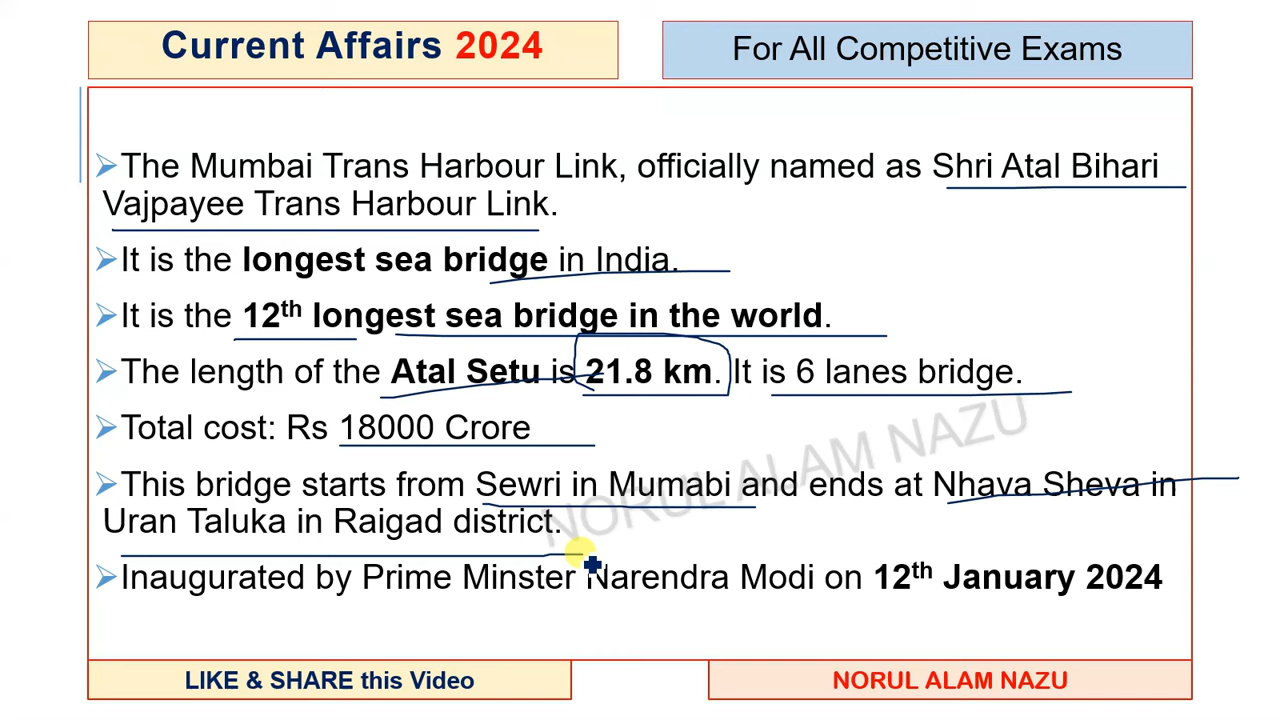 Current Affairs 2024
For All Competitive Exams
➢The Mumbai Trans Harbour Link, officially named as Shri Atal Bihari
Vajpayee Trans Harbour Link.
➢It is the longest sea bridge in India.
➢It is the 12th longest sea bridge in the world.
➢The length of the Atal Setu is 21.8 km. It is 6 lanes bridge.
➢Total cost: Rs 18000 Crore
➢This bridge starts from Sewri in Mumabi and ends at Nhava Sheva in
Uran Taluka in Raigad district.
➢Inaugurated by Prime Minster Narendra Modi on 12th January 2024
NORUL ALAM NAZU
LIKE & SHARE this Video
NORUL ALAM NAZU